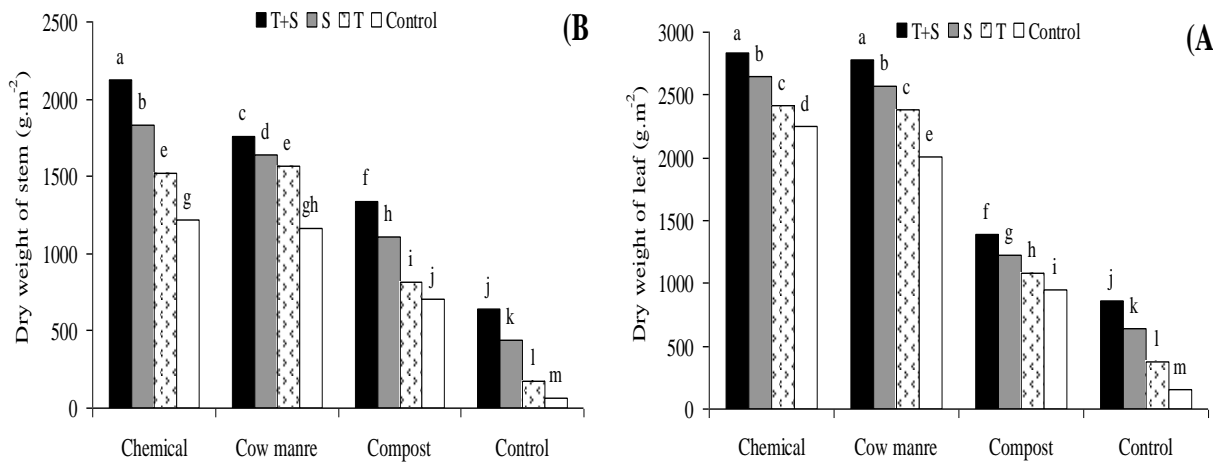 T+S S T Control
(B)
Dry weight of stem (g.m-2)
2500
2000
1500
1000
500
0
a b e g
c d e gh
f h i j
j k l m
Chemical Cow manre Compost Control
T+S S T Control
(A
Dry weight of leaf (g.m-2)
3000
2500
2000
1500
1000
500
0
a b c d
a b c e
f g h i
j k l m
Chemical Cow manre Compost Control